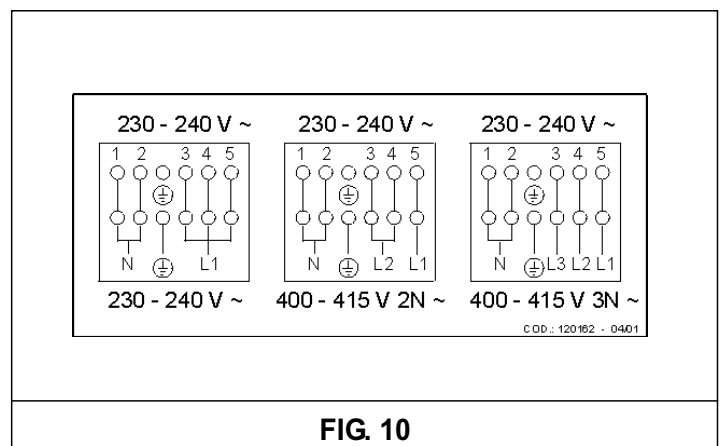 230 - 240 V ~ 230 - 240 V ~ 230 - 240 V ~
1 2 3 4 5 1 2 3 4 5 1 2 3 4 5
N L1 N L2 L1 N L3 L2 L1
230 - 240 V ~ 400 - 415 V 2N ~ 400 - 415 V 3N ~
COD.: 120162 - 04/01
FIG. 10